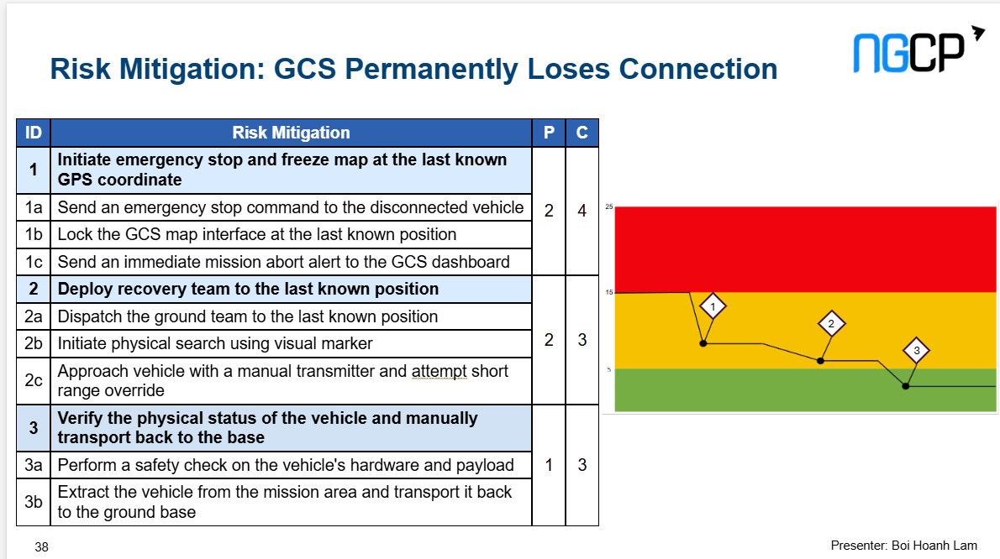 Risk Mitigation: GCS Permanently Loses Connection
NGCP
ID Risk Mitigation P C
1 Initiate emergency stop and freeze map at the last known
GPS coordinate
2 4
1a Send an emergency stop command to the disconnected vehicle
1b Lock the GCS map interface at the last known position
1c Send an immediate mission abort alert to the GCS dashboard
2 Deploy recovery team to the last known position
2 3
2a Dispatch the ground team to the last known position
2b Initiate physical search using visual marker
2c Approach vehicle with a manual transmitter and attempt short
range override
3 Verify the physical status of the vehicle and manually
transport back to the base
1 3
3a Perform a safety check on the vehicle's hardware and payload
3b Extract the vehicle from the mission area and transport it back
to the ground base
25
15
5
1
2
3
38
Presenter: Boi Hoanh Lam